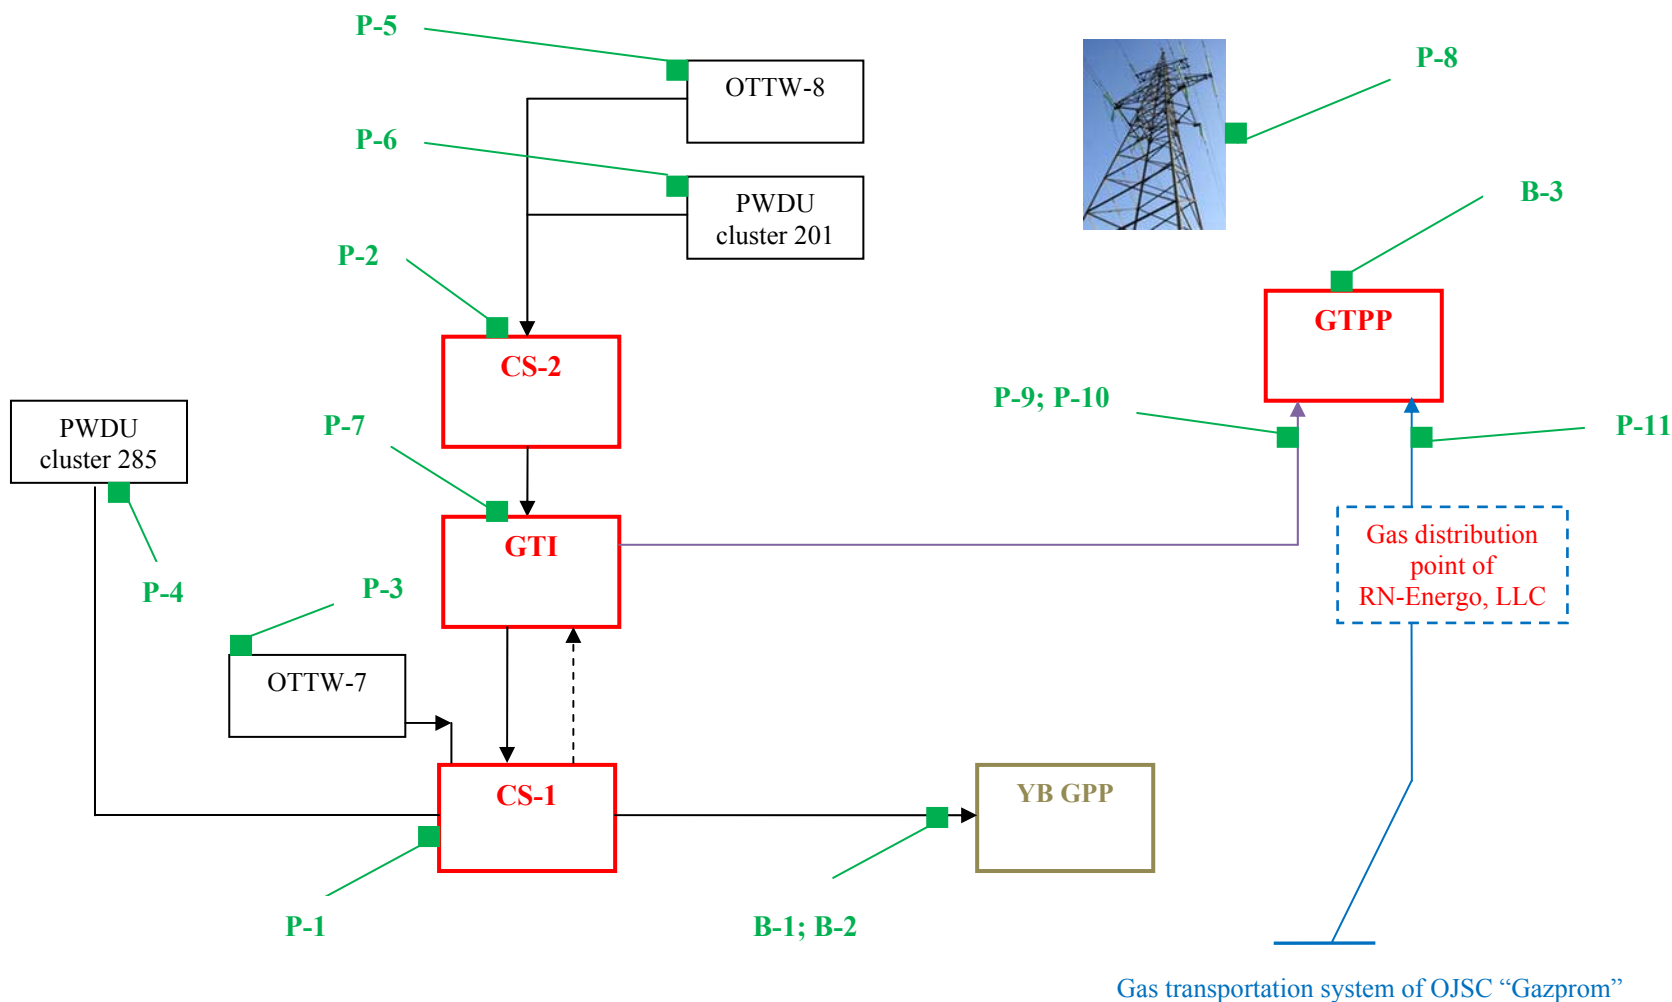 P-5
OTTW-8
P-8
P-6
PWDU
cluster 201
B-3
P-2
GTPP
CS-2
P-9; P-10
PWDU
cluster 285
P-7
P-11
GTI
Gas distribution
point of
RN-Energo, LLC
P-4
P-3
OTTW-7
CS-1
YB GPP
P-1
B-1; B-2
Gas transportation system of OJSC “Gazprom”